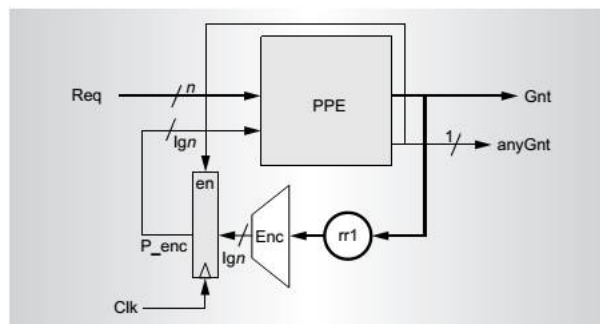 Req
n
PPE
Gnt
lgn
1
anyGnt
en
P_enc
lgn
Enc
rr1
Clk